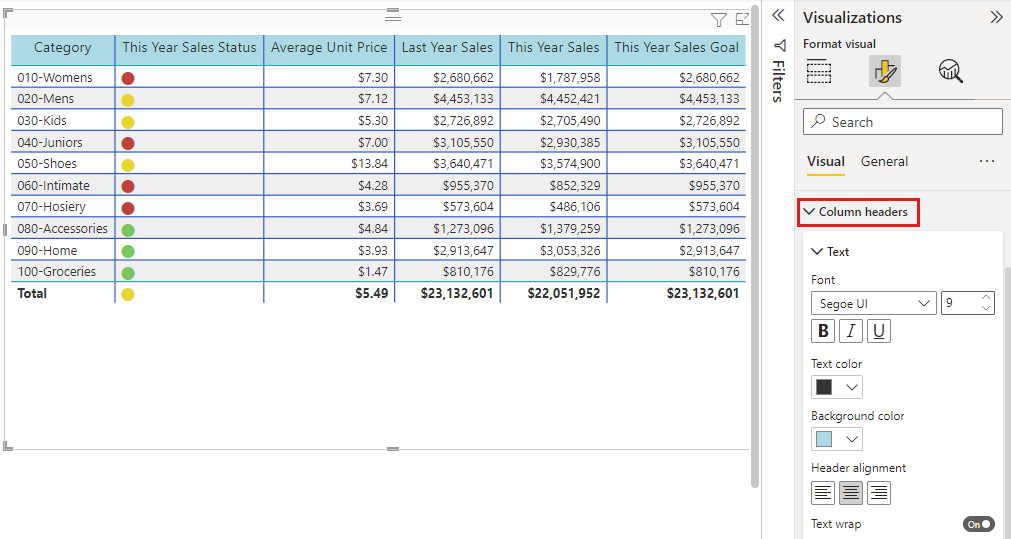 Category This Year Sales Status Average Unit Price Last Year Sales This Year Sales This Year Sales Goal
010-Womens $7.30 $2,680,662 $1,787,958 $2,680,662
020-Mens $7.12 $4,453,133 $4,452,421 $4,453,133
030-Kids $5.30 $2,726,892 $2,705,490 $2,726,892
040-Juniors $7.00 $3,105,550 $2,930,385 $3,105,550
050-Shoes $13.84 $3,640,471 $3,574,900 $3,640,471
060-Intimate $4.28 $955,370 $852,329 $955,370
070-Hosiery $3.69 $573,604 $486,106 $573,604
080-Accessories $4.84 $1,273,096 $1,379,259 $1,273,096
090-Home $3.93 $2,913,647 $3,053,326 $2,913,647
100-Groceries $1.47 $810,176 $829,776 $810,176
Total $5.49 $23,132,601 $22,051,952 $23,132,601
Filters
Visualizations
Format visual
Search
Visual General
Column headers
Text
Font
Segoe UI 9
B I U
Text color
Background color
Header alignment
Text wrap On